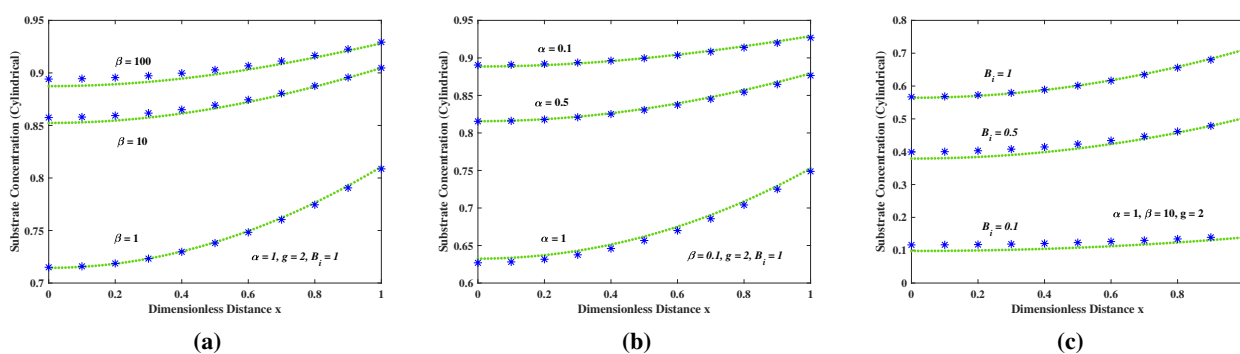 0.95
0.9
0.85
0.8
0.75
0.7
Substrate Concentration (Cylindrical)
β = 100
β = 10
β = 1
α = 1, g = 2, B_i = 1
0 0.2 0.4 0.6 0.8 1
Dimensionless Distance x
(a)
0.95
0.9
0.85
0.8
0.75
0.7
0.65
0.6
Substrate Concentration (Cylindrical)
α = 0.1
α = 0.5
α = 1
β = 0.1, g = 2, B_i = 1
0 0.2 0.4 0.6 0.8 1
Dimensionless Distance x
(b)
0.8
0.7
0.6
0.5
0.4
0.3
0.2
0.1
0
Substrate Concentration (Cylindrical)
B_i = 1
B_i = 0.5
B_i = 0.1
α = 1, β = 10, g = 2
0 0.2 0.4 0.6 0.8
Dimensionless Distance x
(c)